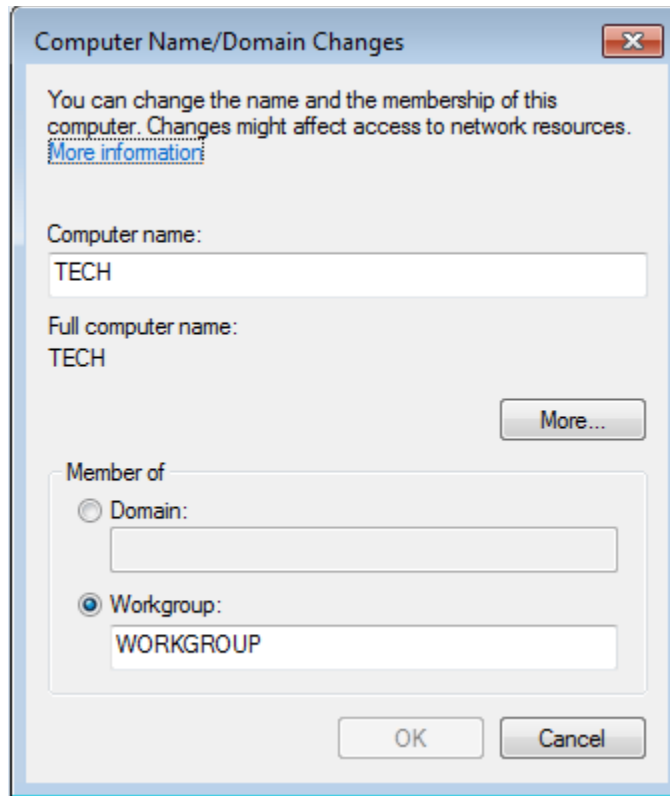 Computer Name/Domain Changes
You can change the name and the membership of this
computer. Changes might affect access to network resources.
More information
Computer name:
TECH
Full computer name:
TECH
More...
Member of
Domain:
Workgroup:
WORKGROUP
OK
Cancel